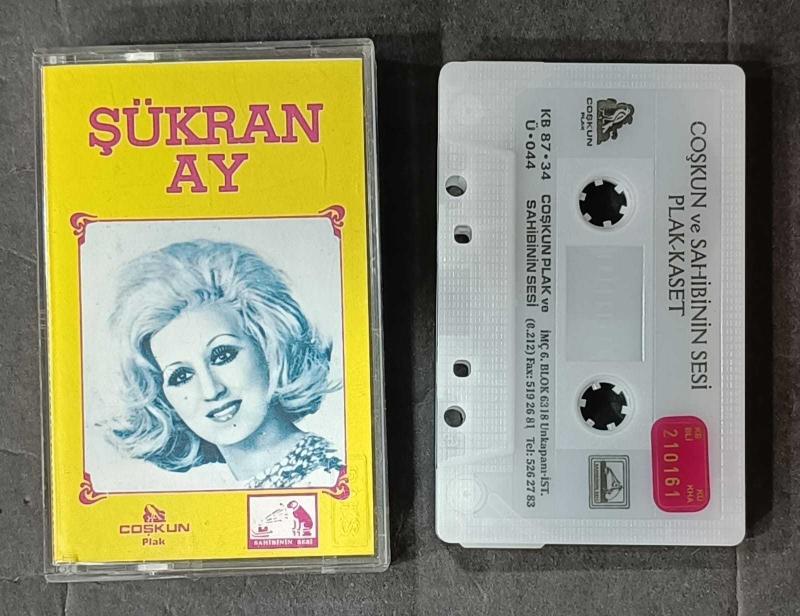 ŞÜKRAN
AY
COŞKUN
Plak
SAHİBİNİN SESİ
COŞKUN ve SAHİBİNİN SESİ
PLAK-KASET
COŞKUN
PLAK
KB 87•34
Ü•044
COŞKUN PLAK ve
SAHİBİNİN SESİ
İMÇ 6. BLOK 6318 Unkapanı-İST.
(0.212) Fax: 519 26 81 Tel: 526 27 83
210161